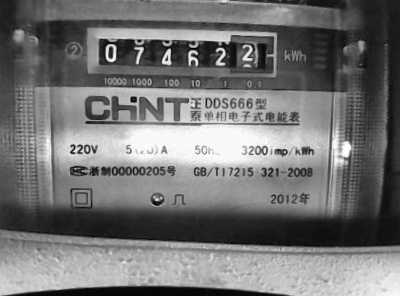 ② 0 7 4 6 2 2 kWh
10000 1000 100 10 1 0.1
CHNT 正泰 DDS666型
单相电子式电能表
220V 5(20)A 50Hz 3200imp/kWh
MC 浙制00000205号 GB/T17215 321-2008
2012年